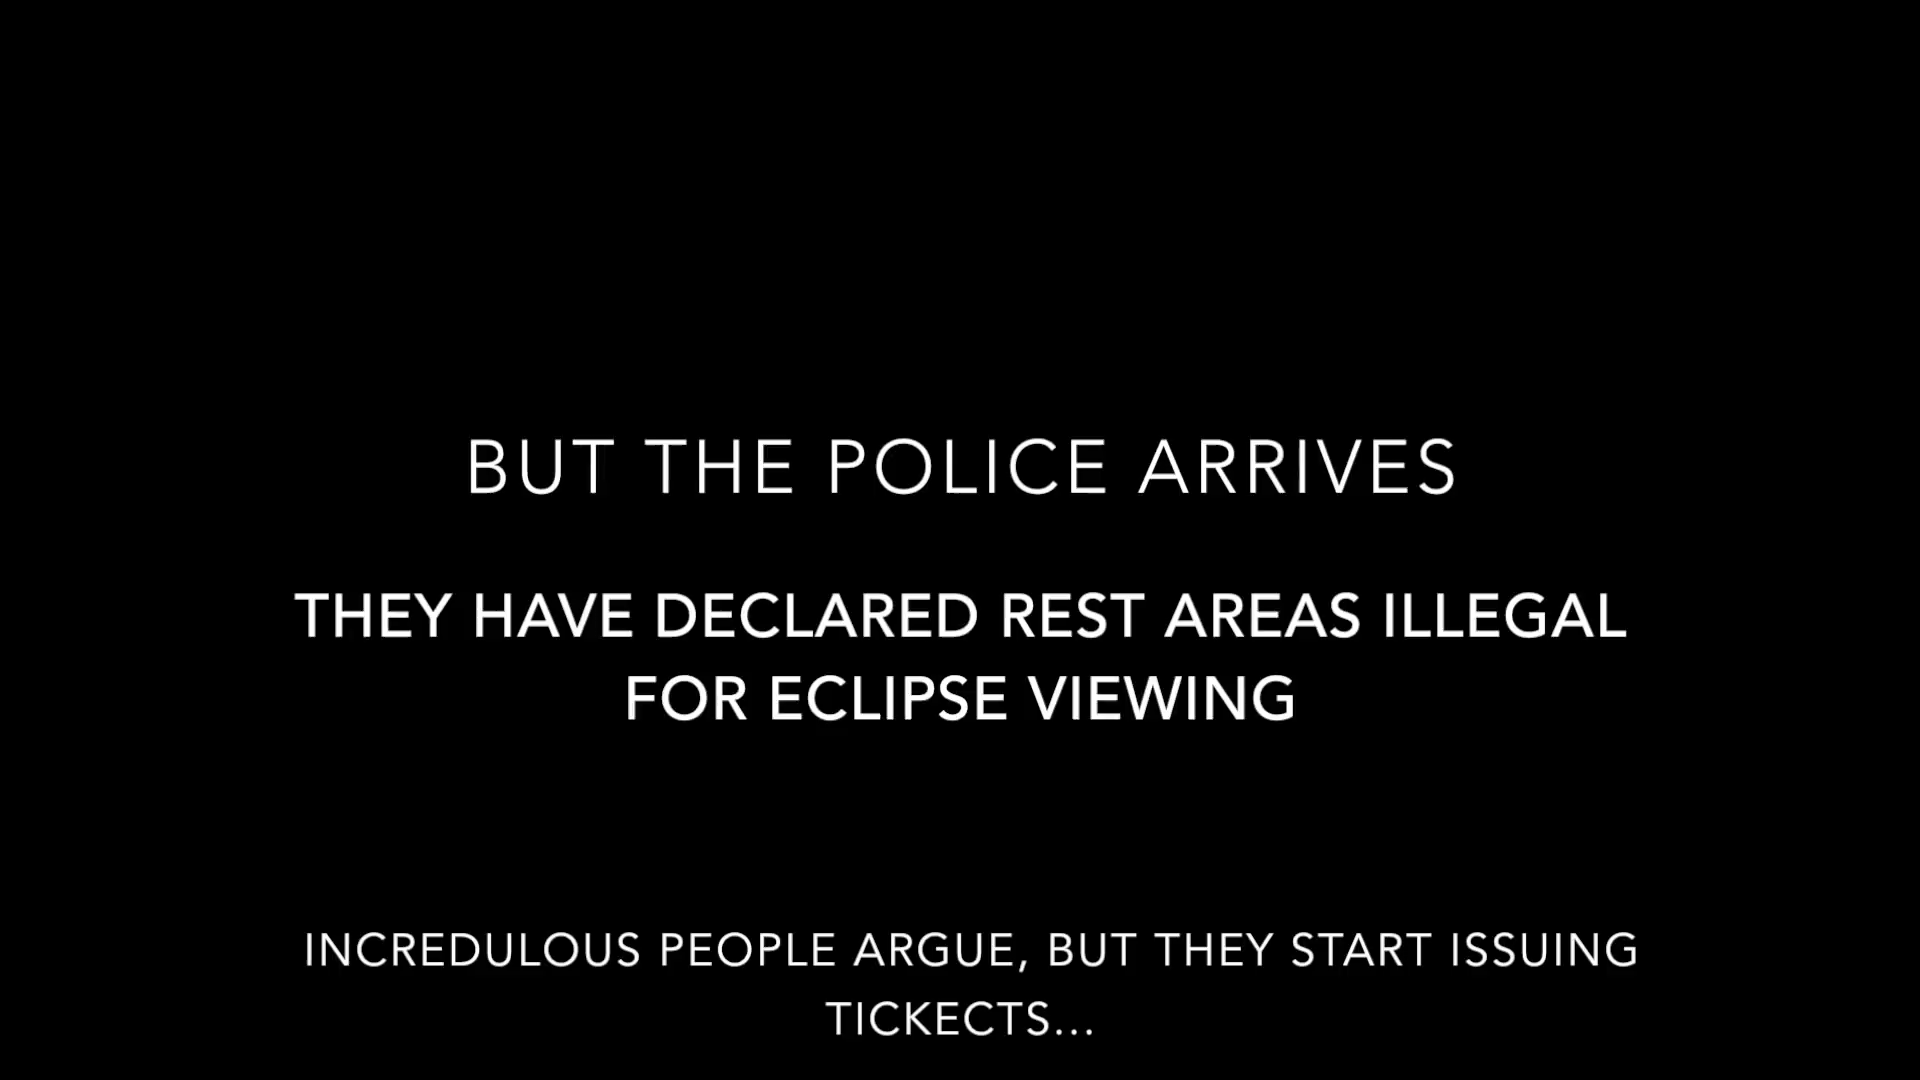 BUT THE POLICE ARRIVES
THEY HAVE DECLARED REST AREAS ILLEGAL
FOR ECLIPSE VIEWING
INCREDULOUS PEOPLE ARGUE, BUT THEY START ISSUING
TICKECTS...